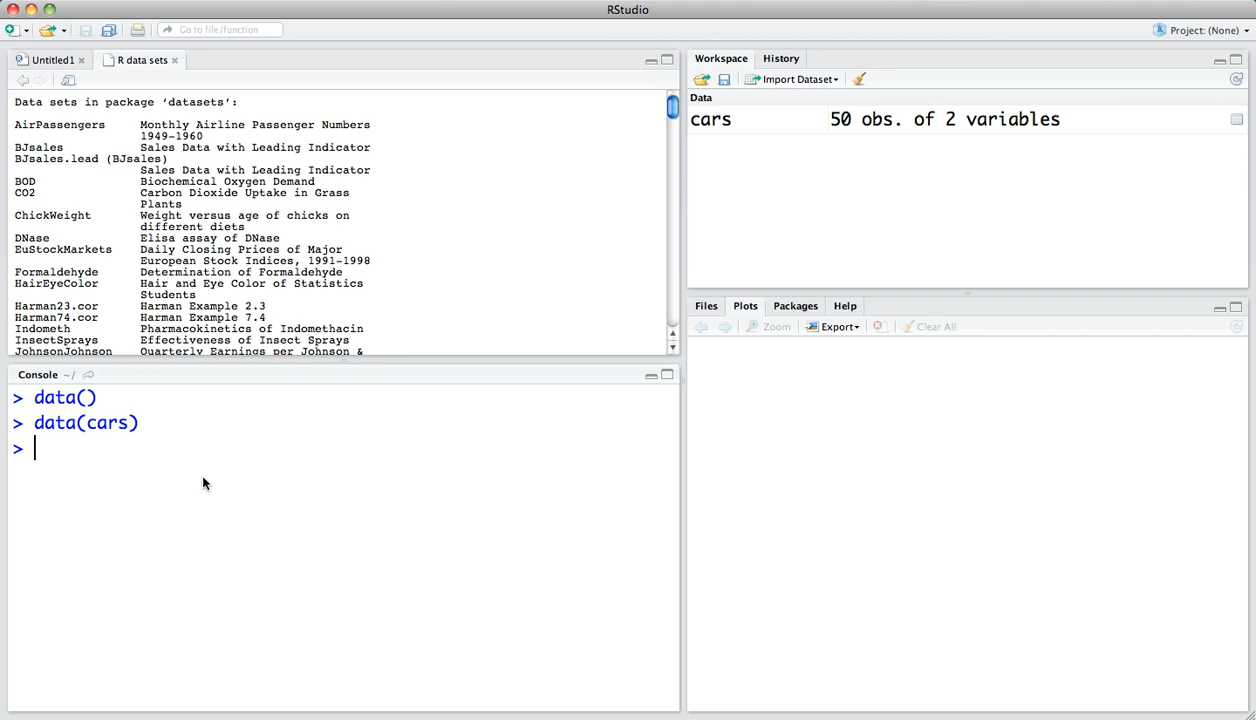 RStudio
Go to file/function
Project: (None)
Untitled1
R data sets
Data sets in package ‘datasets’:
AirPassengers Monthly Airline Passenger Numbers
1949-1960
BJsales Sales Data with Leading Indicator
BJsales.lead (BJsales)
Sales Data with Leading Indicator
BOD Biochemical Oxygen Demand
CO2 Carbon Dioxide Uptake in Grass
Plants
ChickWeight Weight versus age of chicks on
different diets
DNase Elisa assay of DNase
EuStockMarkets Daily Closing Prices of Major
European Stock Indices, 1991-1998
Formaldehyde Determination of Formaldehyde
HairEyeColor Hair and Eye Color of Statistics
Students
Harman23.cor Harman Example 2.3
Harman74.cor Harman Example 7.4
Indometh Pharmacokinetics of Indomethacin
InsectSprays Effectiveness of Insect Sprays
JohnsonJohnson Quarterly Earnings per Johnson &
Console ~/
> data()
> data(cars)
>
Workspace History
Import Dataset
Data
cars 50 obs. of 2 variables
Files Plots Packages Help
Zoom Export Clear All